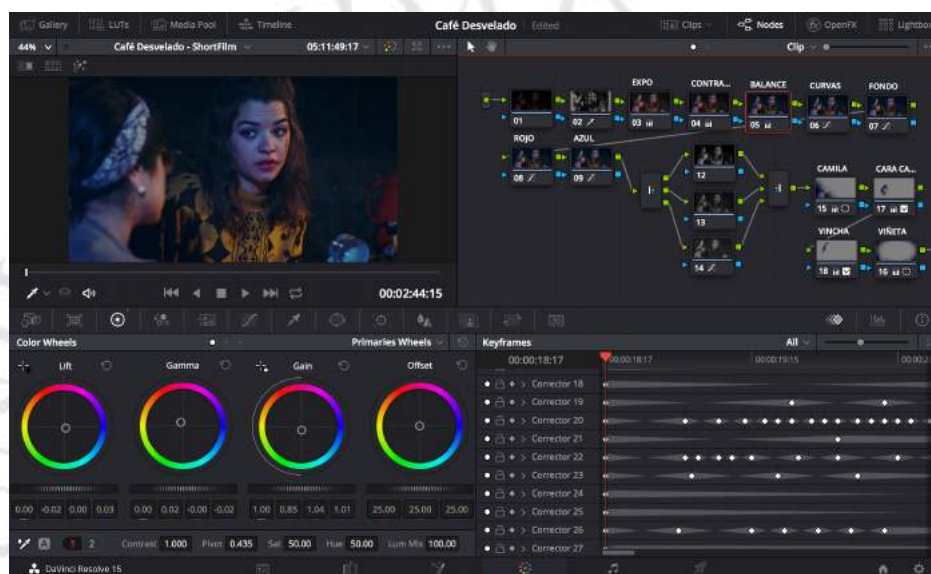 Gallery LUTs Media Pool Timeline Café Desvelado Edited Clips Nodes OpenFX Lightbox
44% Café Desvelado - ShortFilm 05:11:49:17 Clip
EXPO CONTRA... BALANCE CURVAS FONDO
01 02 03 04 05 06 07
ROJO AZUL
08 09 12
13
14
CAMILA CARA CA...
15 17
VINCHA VIÑETA
18 16
00:02:44:15
Color Wheels Primaries Wheels Keyframes All
Lift Gamma Gain Offset
00:00:18:17 00:00:18:17 00:00:19:15
Corrector 18
Corrector 19
Corrector 20
Corrector 21
Corrector 22
Corrector 23
Corrector 24
Corrector 25
Corrector 26
Corrector 27
0.00 -0.02 0.00 0.03 0.00 0.02 -0.00 -0.02 1.00 0.85 1.04 1.01 25.00 25.00 25.00
A 1 2 Contrast 1.000 Pivot 0.435 Sat 50.00 Hue 50.00 Lum Mix 100.00
DaVinci Resolve 15